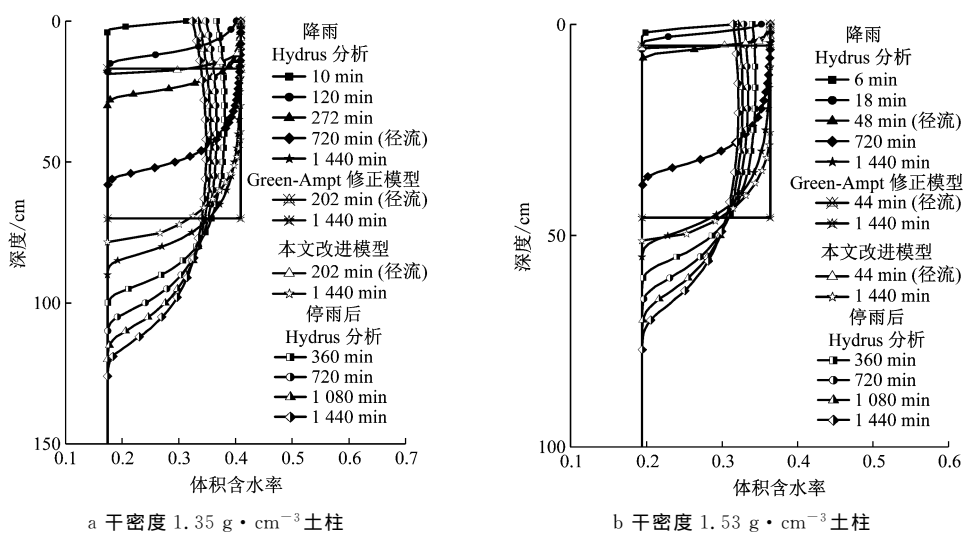 0
50
100
150
深度/cm
0.1
0.2
0.3
0.4
0.5
0.6
0.7
体积含水率
降雨
Hydrus 分析
10 min
120 min
272 min
720 min (径流)
1 440 min
Green-Ampt 修正模型
202 min (径流)
1 440 min
本文改进模型
202 min (径流)
1 440 min
停雨后
Hydrus 分析
360 min
720 min
1 080 min
1 440 min
a 干密度 1.35 g·cm⁻³土柱
0
50
100
深度/cm
0.1
0.2
0.3
0.4
0.5
0.6
体积含水率
降雨
Hydrus 分析
6 min
18 min
48 min (径流)
720 min
1 440 min
Green-Ampt 修正模型
44 min (径流)
1 440 min
本文改进模型
44 min (径流)
1 440 min
停雨后
Hydrus 分析
360 min
720 min
1 080 min
1 440 min
b 干密度 1.53 g·cm⁻³土柱